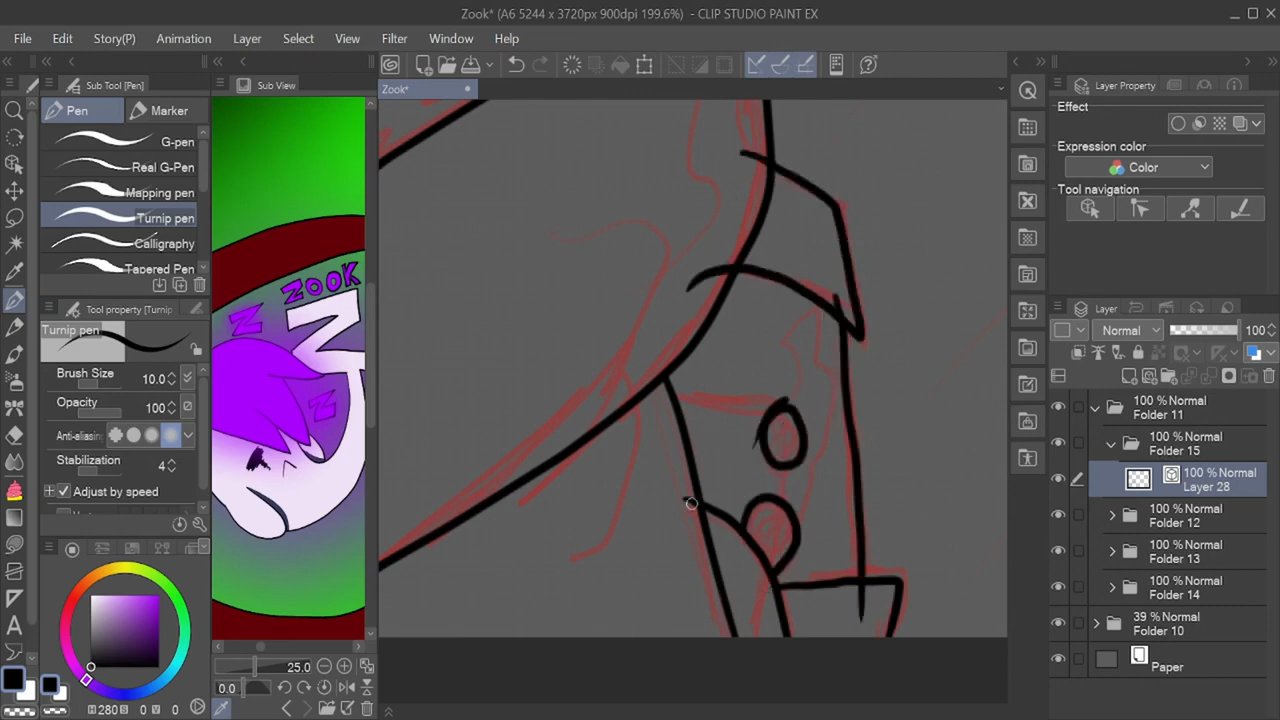 Zook* (A6 5244 x 3720px 900dpi 199.6%) - CLIP STUDIO PAINT EX
File Edit Story(P) Animation Layer Select View Filter Window Help
Sub Tool [Pen]
Sub View
Zook*
Layer Property
Pen
Marker
G-pen
Real G-Pen
Mapping pen
Turnip pen
Calligraphy
Tapered Pen
Effect
Expression color
Color
Tool navigation
ZOOK
Z
Z
Z
Tool property [Turnip
Turnip pen
Brush Size 10.0
Opacity 100
Anti-aliasing
Stabilization 4
Adjust by speed
Layer
Normal 100
100 % Normal
Folder 11
100 % Normal
Folder 15
100 % Normal
Layer 28
100 % Normal
Folder 12
100 % Normal
Folder 13
100 % Normal
Folder 14
39 % Normal
Folder 10
Paper
25.0
0.0
H 280 S 0 V 0 0
A